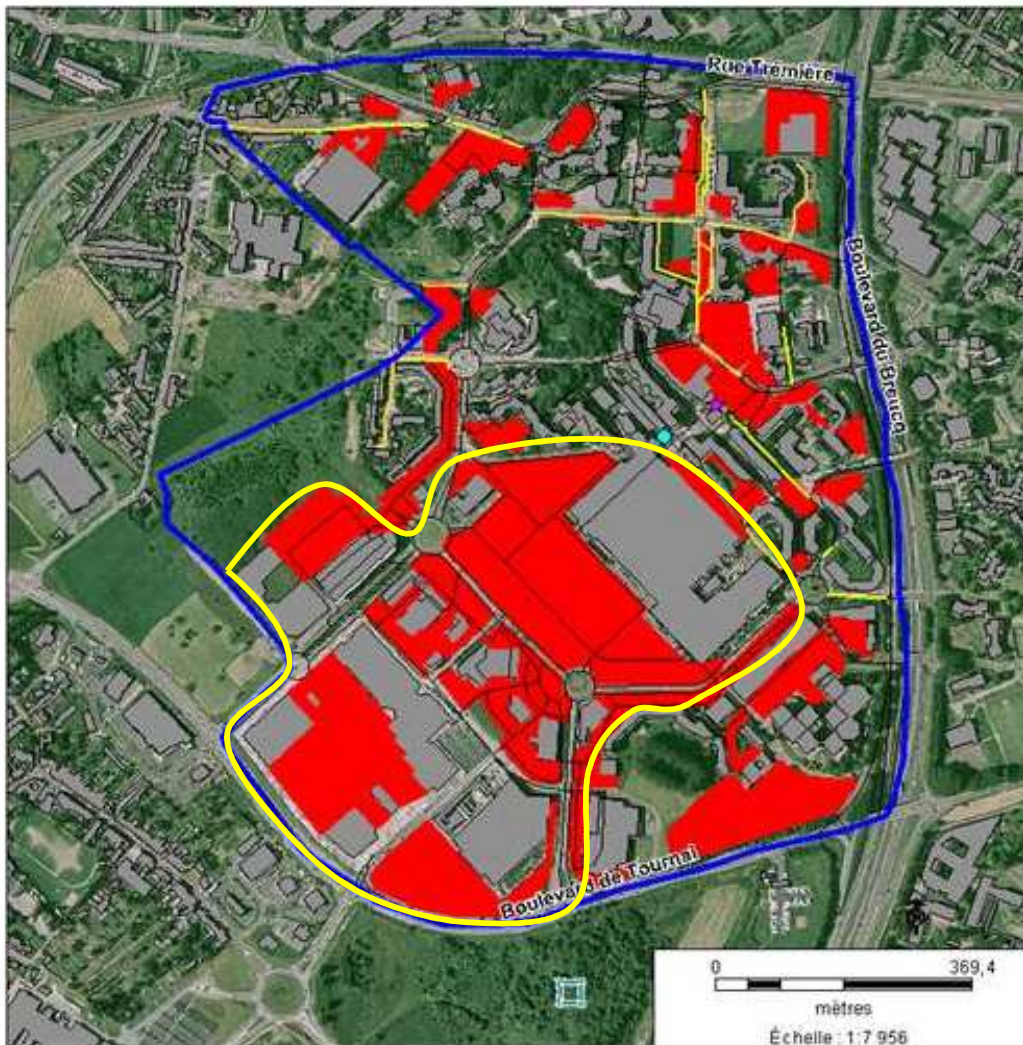 Rue Trémière
Boulevard du Breucq
Boulevard de Tournai
0 369,4
mètres
Échelle : 1:7 956